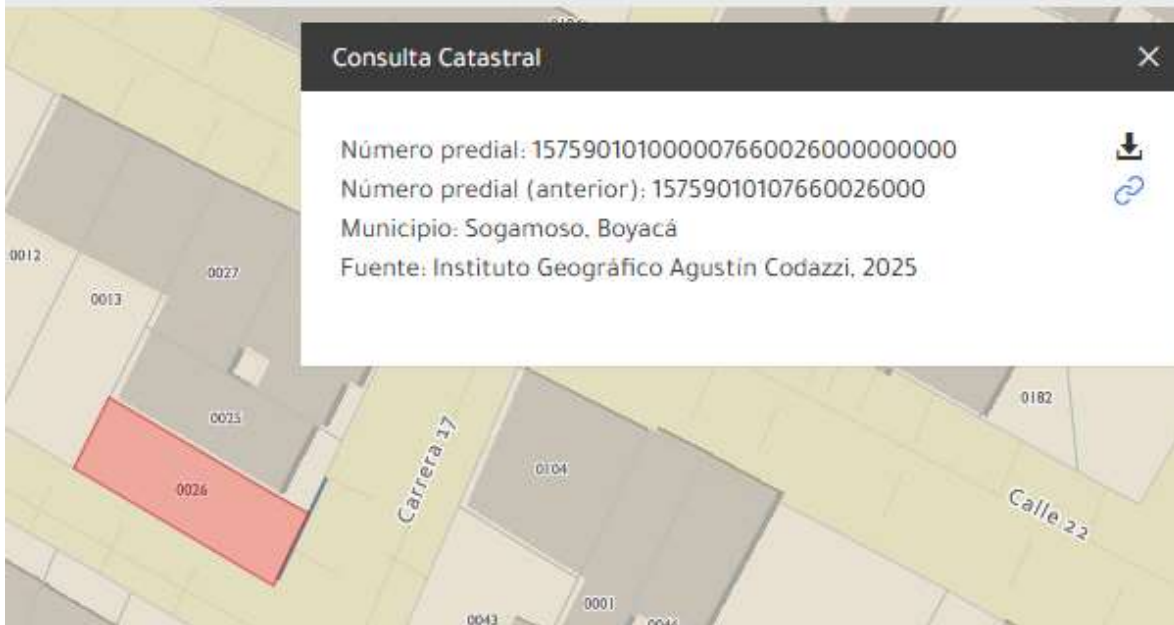 Consulta Catastral
Número predial: 157590101000007660026000000000
Número predial (anterior): 15759010107660026000
Municipio: Sogamoso, Boyacá
Fuente: Instituto Geográfico Agustín Codazzi, 2025
0012
0027
0013
0182
0025
Carrera 17
0104
0026
Calle 22
0001
0043